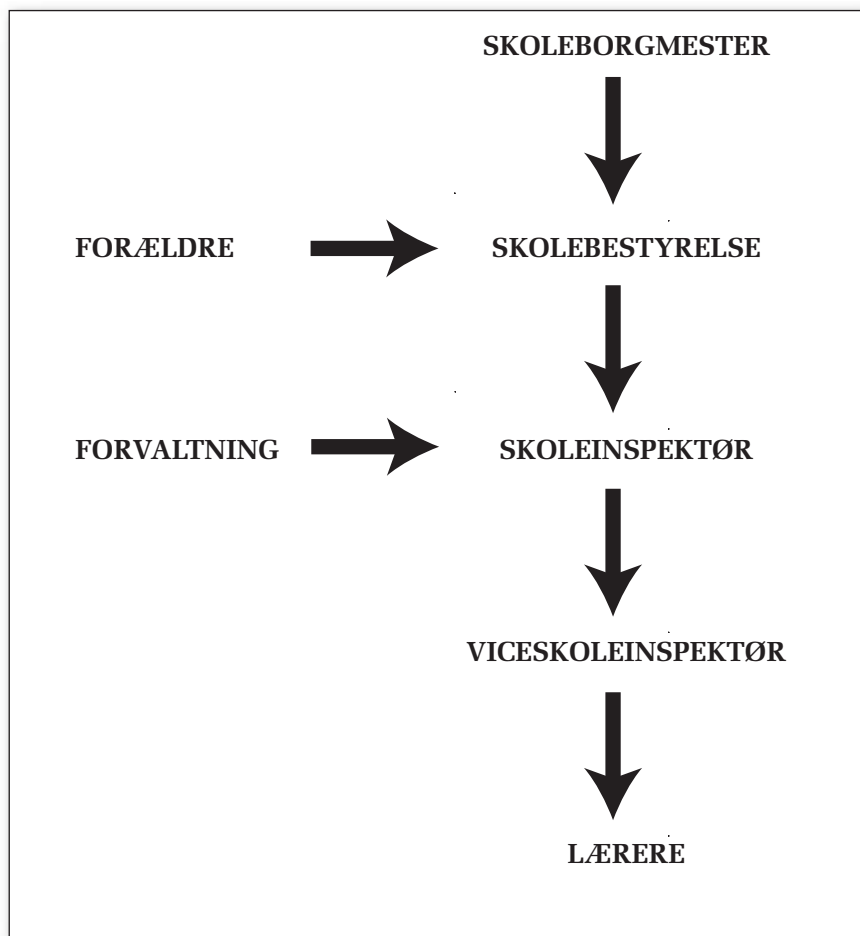 SKOLEBORGMESTER
FORÆLDRE
SKOLEBESTYRELSE
FORVALTNING
SKOLEINSPEKTØR
VICESKOLEINSPEKTØR
LÆRERE